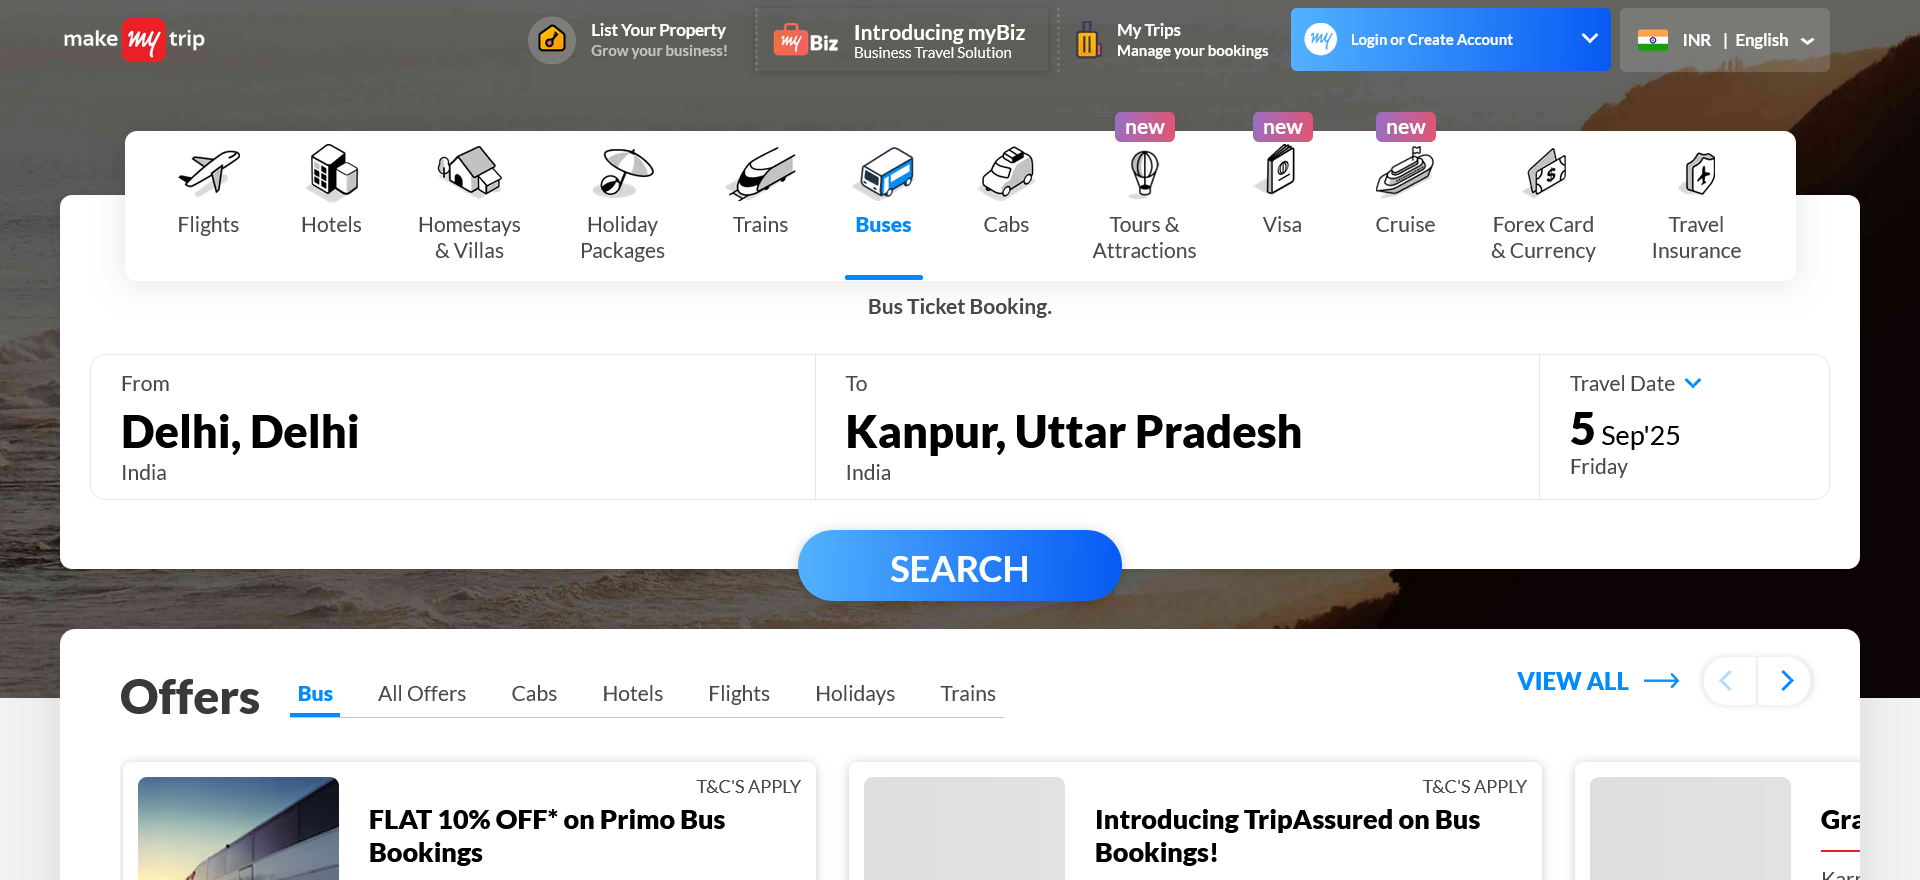 make my trip
List Your Property
Grow your business!
my Biz
Introducing myBiz
Business Travel Solution
My Trips
Manage your bookings
my
Login or Create Account
INR | English
new
new
new
Flights
Hotels
Homestays
& Villas
Holiday
Packages
Trains
Buses
Cabs
Tours &
Attractions
Visa
Cruise
Forex Card
& Currency
Travel
Insurance
Bus Ticket Booking.
From
Delhi, Delhi
India
To
Kanpur, Uttar Pradesh
India
Travel Date
5 Sep'25
Friday
SEARCH
Offers
Bus
All Offers
Cabs
Hotels
Flights
Holidays
Trains
VIEW ALL
T&C'S APPLY
FLAT 10% OFF* on Primo Bus
Bookings
T&C'S APPLY
Introducing TripAssured on Bus
Bookings!